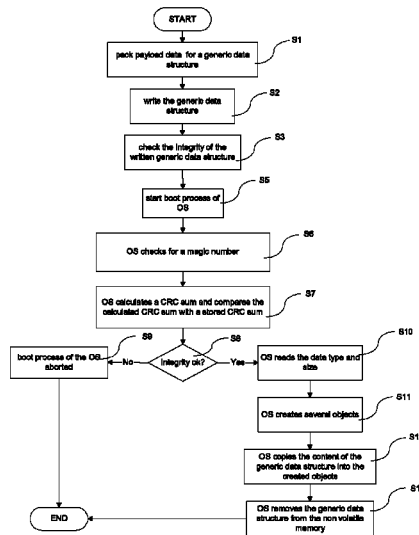 START
S1
pack payload data for a generic data
structure
S2
write the generic data
structure
S3
check the integrity of the
written generic data structure
S5
start boot process of
OS
S6
OS checks for a magic number
S7
OS calculates a CRC sum and compares the
calculated CRC sum with a stored CRC sum
S9
boot process of the OS
aborted
No
S8
Integrity ok?
Yes
S10
OS reads the data type and
size
S11
OS creates several objects
S1
OS copies the content of the
generic data structure into the
created objects
S1
OS removes the generic data
structure from the non volatile
memory
END